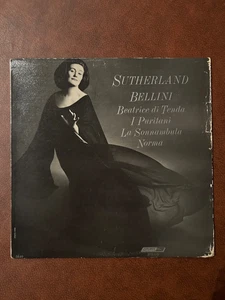 SUTHERLAND
BELLINI
Beatrice di Tenda
I Puritani
La Sonnambula
Norma